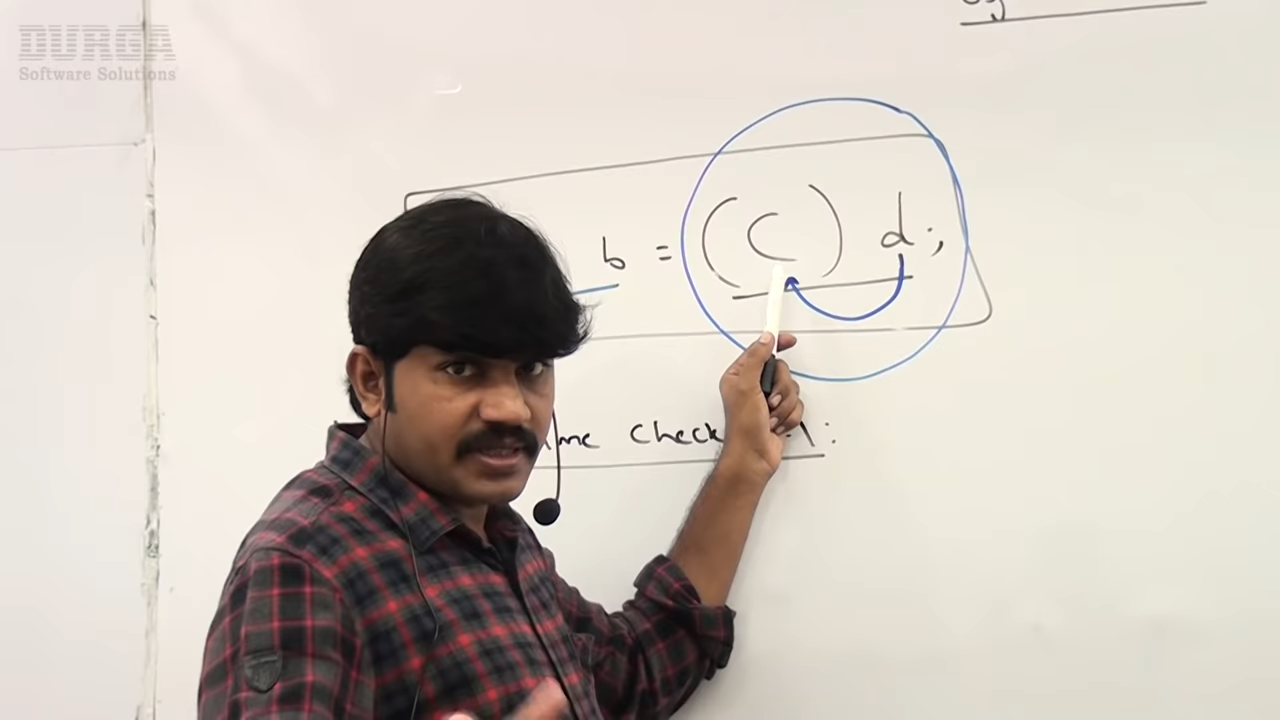 DURGA
Software Solutions
b = (C) d;
Check